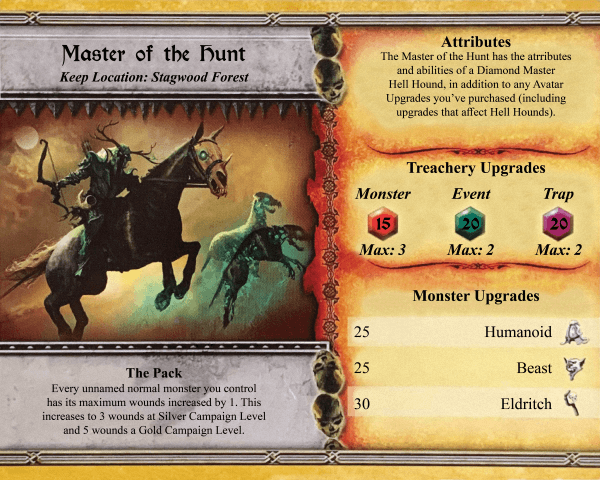 Master of the Hunt
Keep Location: Stagwood Forest
The Pack
Every unnamed normal monster you control
has its maximum wounds increased by 1. This
increases to 3 wounds at Silver Campaign Level
and 5 wounds a Gold Campaign Level.
Attributes
The Master of the Hunt has the atrributes
and abilities of a Diamond Master
Hell Hound, in addition to any Avatar
Upgrades you've purchased (including
upgrades that affect Hell Hounds).
Treachery Upgrades
Monster Event Trap
15 20 20
Max: 3 Max: 2 Max: 2
Monster Upgrades
25 Humanoid
25 Beast
30 Eldritch